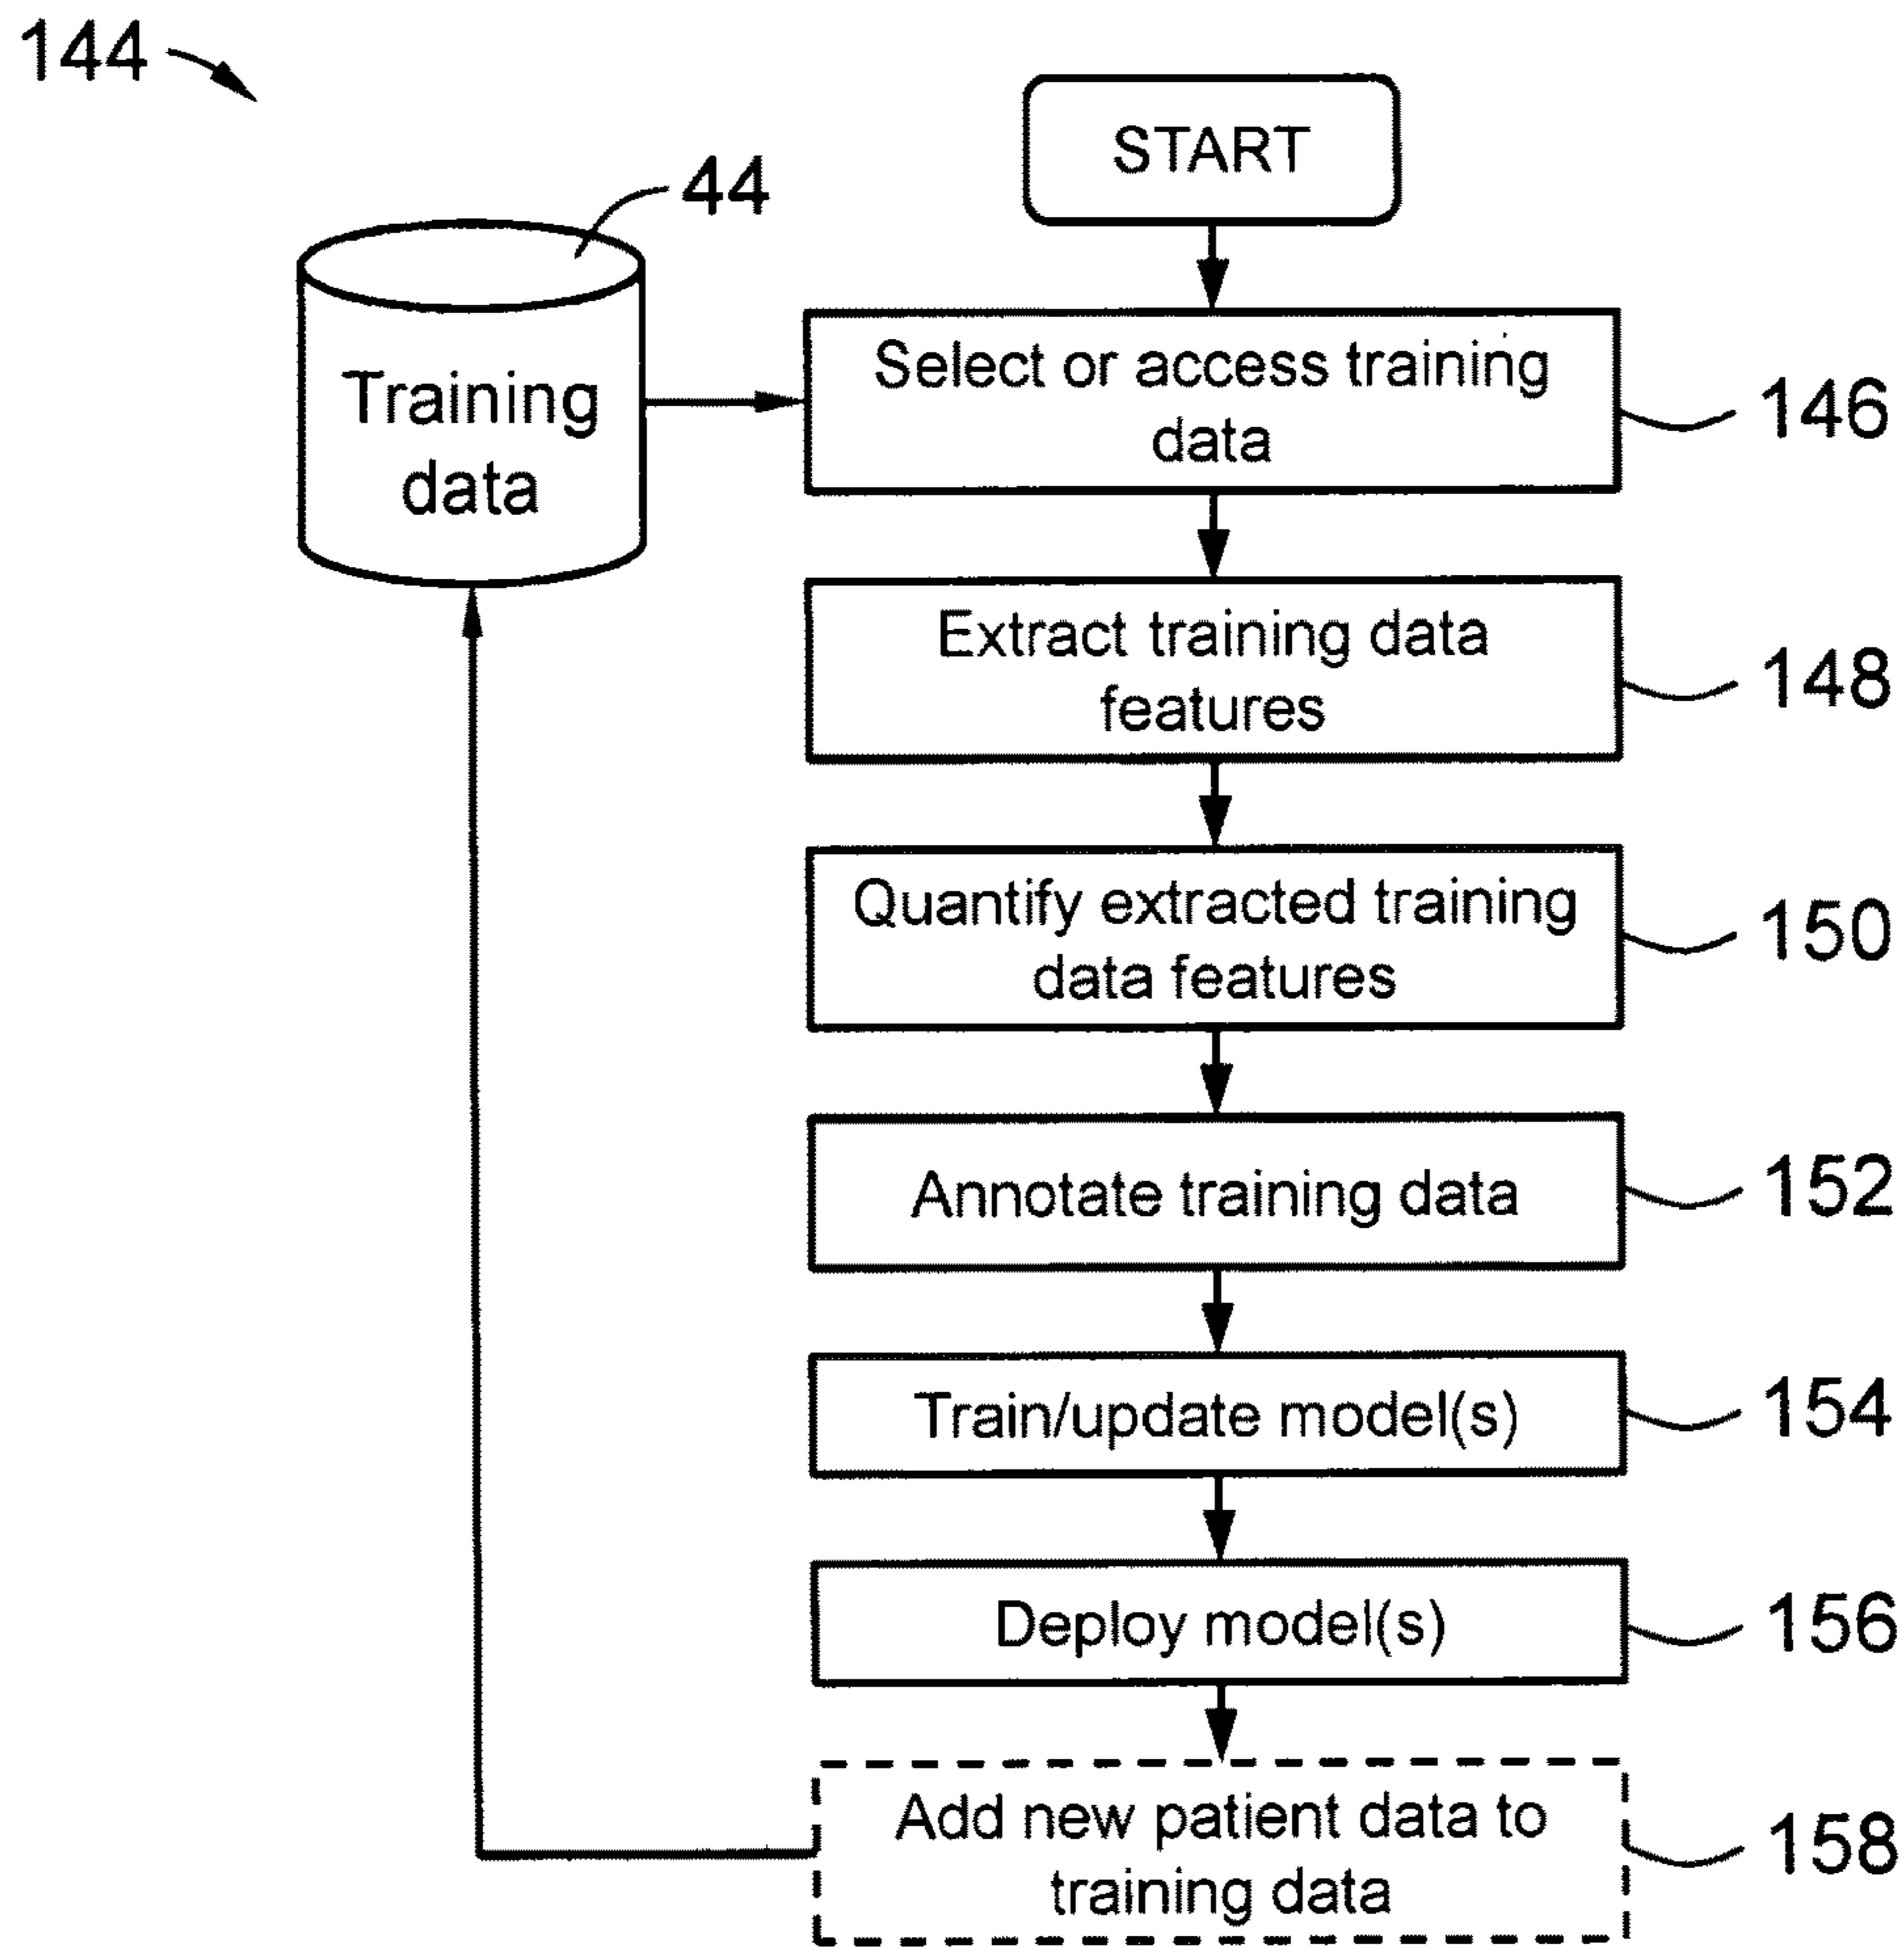 144
START
44
Training
data
Select or access training
data
146
Extract training data
features
148
Quantify extracted training
data features
150
Annotate training data
152
Train/update model(s)
154
Deploy model(s)
156
Add new patient data to
training data
158